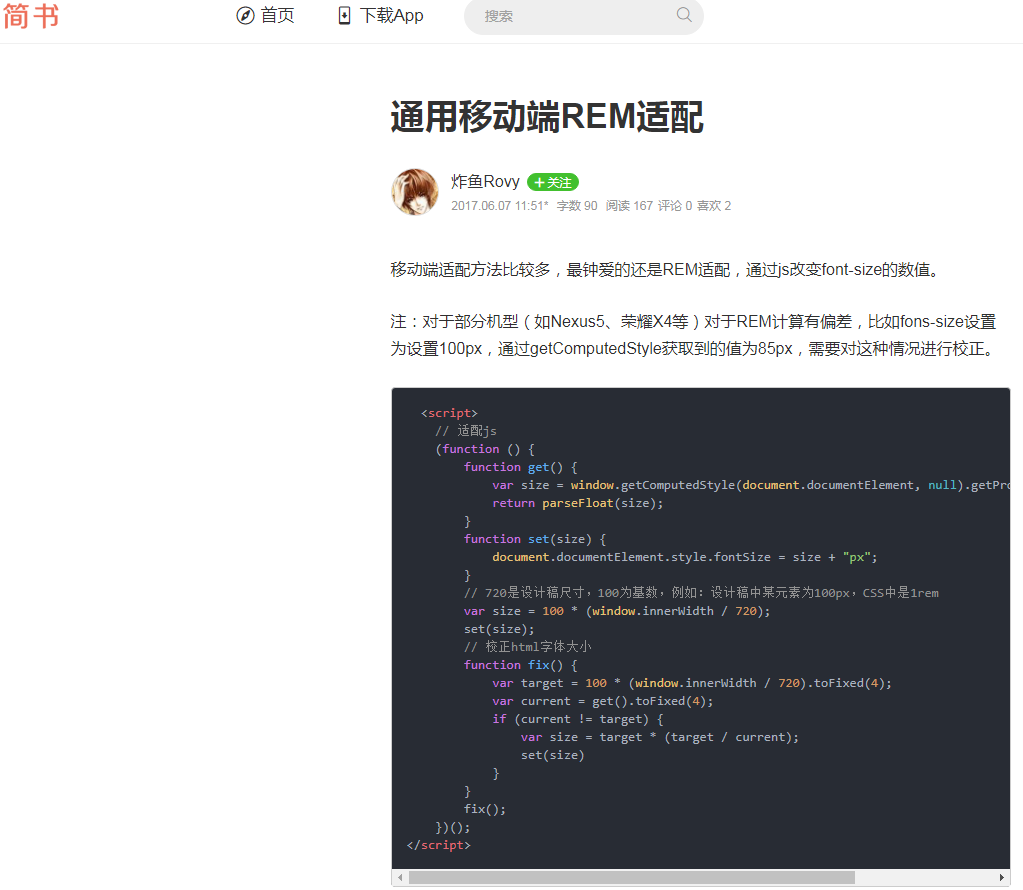 简书
首页
下载App
搜索
通用移动端REM适配
炸鱼Rovy
+关注
2017.06.07 11:51* 字数 90 阅读 167 评论 0 喜欢 2
移动端适配方法比较多，最钟爱的还是REM适配，通过js改变font-size的数值。
注：对于部分机型（如Nexus5、荣耀X4等）对于REM计算有偏差，比如fons-size设置
为设置100px，通过getComputedStyle获取到的值为85px，需要对这种情况进行校正。
<script>
// 适配js
(function () {
function get() {
var size = window.getComputedStyle(document.documentElement, null).getPro
return parseFloat(size);
}
function set(size) {
document.documentElement.style.fontSize = size + "px";
}
// 720是设计稿尺寸，100为基数，例如：设计稿中某元素为100px，CSS中是1rem
var size = 100 * (window.innerWidth / 720);
set(size);
// 校正html字体大小
function fix() {
var target = 100 * (window.innerWidth / 720).toFixed(4);
var current = get().toFixed(4);
if (current != target) {
var size = target * (target / current);
set(size)
}
}
fix();
})();
</script>